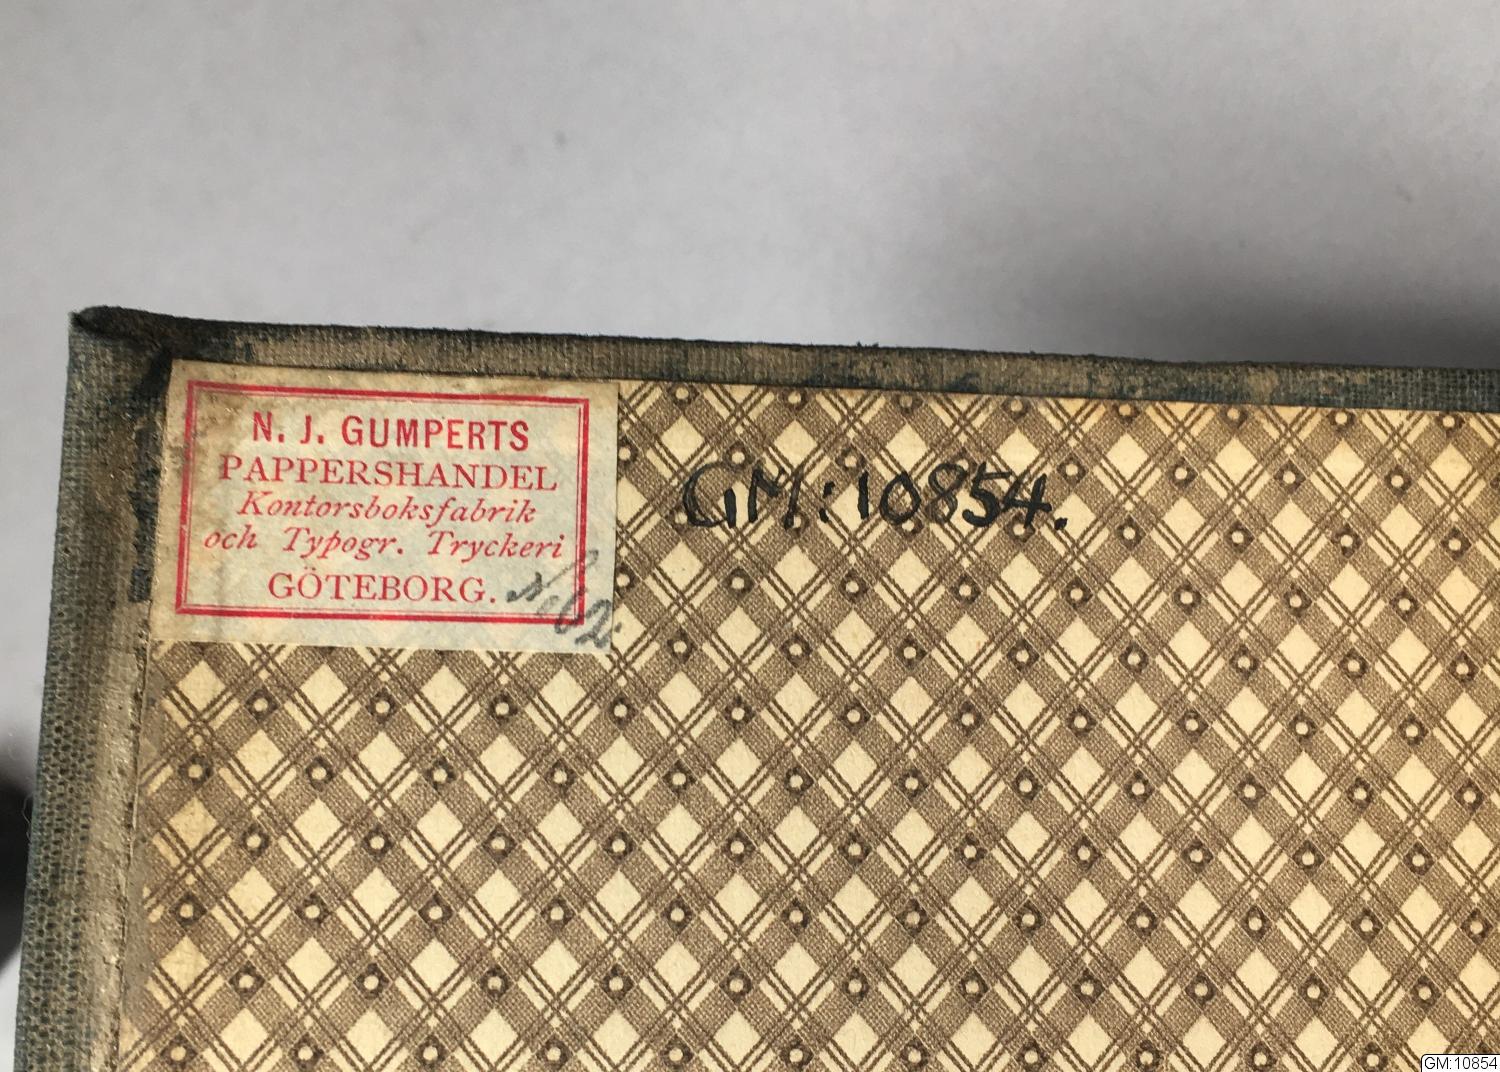 N. J. GUMPERTS
PAPPERSHANDEL
Kontorsboksfabrik
och Typogr. Tryckeri
GÖTEBORG.
GM:10854.
GM:10854